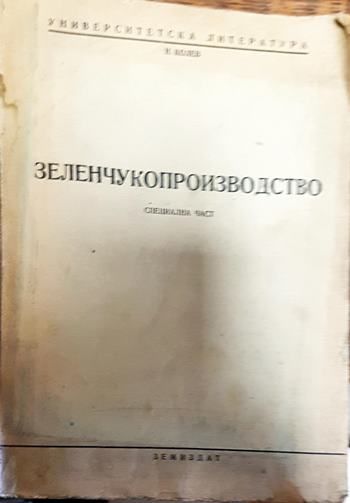 УНИВЕРСИТЕТСКА ЛИТЕРАТУРА
Н. КОЛЕВ
ЗЕЛЕНЧУКОПРОИЗВОДСТВО
СПЕЦИАЛНА ЧАСТ
ЗЕМИЗДАТ